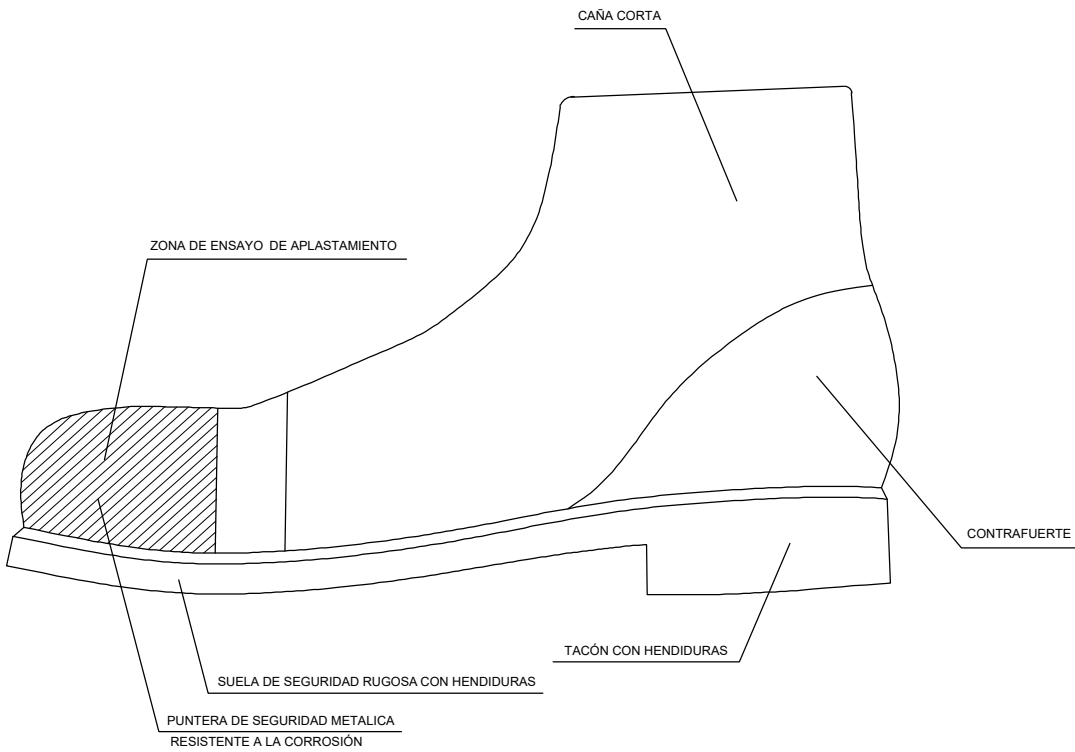 CAÑA CORTA
ZONA DE ENSAYO DE APLASTAMIENTO
CONTRAFUERTE
TACÓN CON HENDIDURAS
SUELA DE SEGURIDAD RUGOSA CON HENDIDURAS
PUNTERA DE SEGURIDAD METALICA
RESISTENTE A LA CORROSIÓN